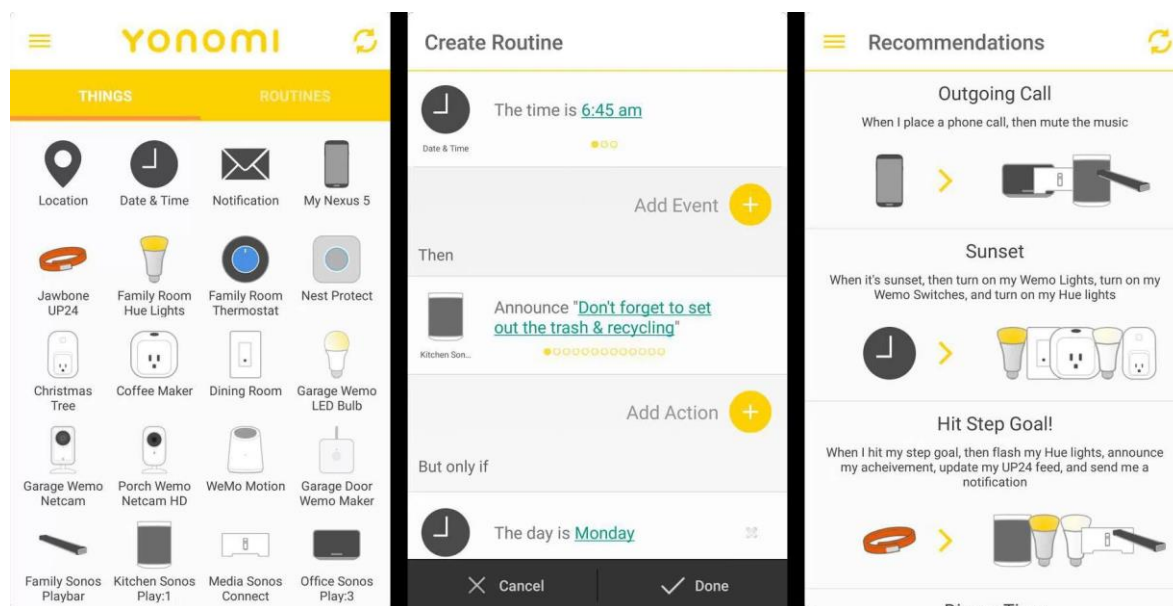 YONOMI
THINGS
ROUTINES
Location
Date & Time
Notification
My Nexus 5
Jawbone
UP24
Family Room
Hue Lights
Family Room
Thermostat
Nest Protect
Christmas
Tree
Coffee Maker
Dining Room
Garage Wemo
LED Bulb
Garage Wemo
Netcam
Porch Wemo
Netcam HD
WeMo Motion
Garage Door
Wemo Maker
Family Sonos
Playbar
Kitchen Sonos
Play:1
Media Sonos
Connect
Office Sonos
Play:3
Create Routine
The time is 6:45 am
Date & Time
Add Event
Then
Announce "Don't forget to set
out the trash & recycling"
Kitchen Son...
Add Action
But only if
The day is Monday
Cancel
Done
Recommendations
Outgoing Call
When I place a phone call, then mute the music
Sunset
When it's sunset, then turn on my Wemo Lights, turn on my
Wemo Switches, and turn on my Hue lights
Hit Step Goal!
When I hit my step goal, then flash my Hue lights, announce
my acheivement, update my UP24 feed, and send me a
notification